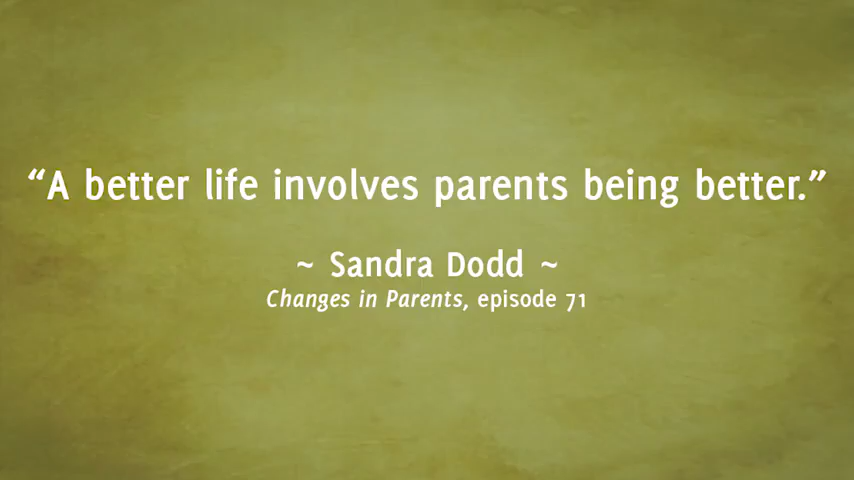 “A better life involves parents being better.”
~ Sandra Dodd ~
Changes in Parents, episode 71